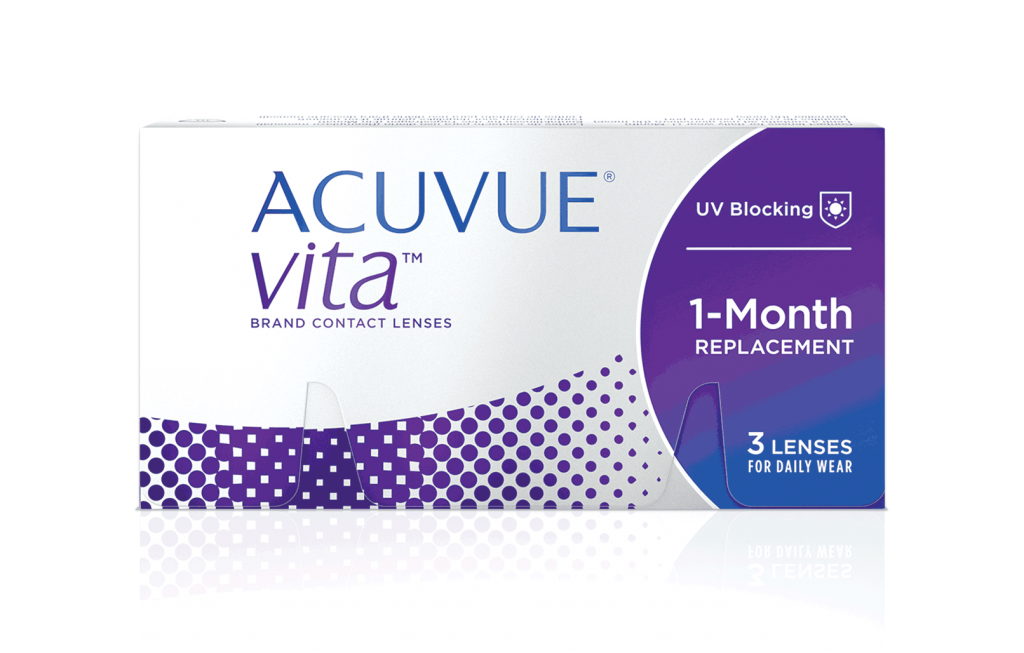 ACUVUE®
vita™
BRAND CONTACT LENSES
UV Blocking
1-Month
REPLACEMENT
3 LENSES
FOR DAILY WEAR